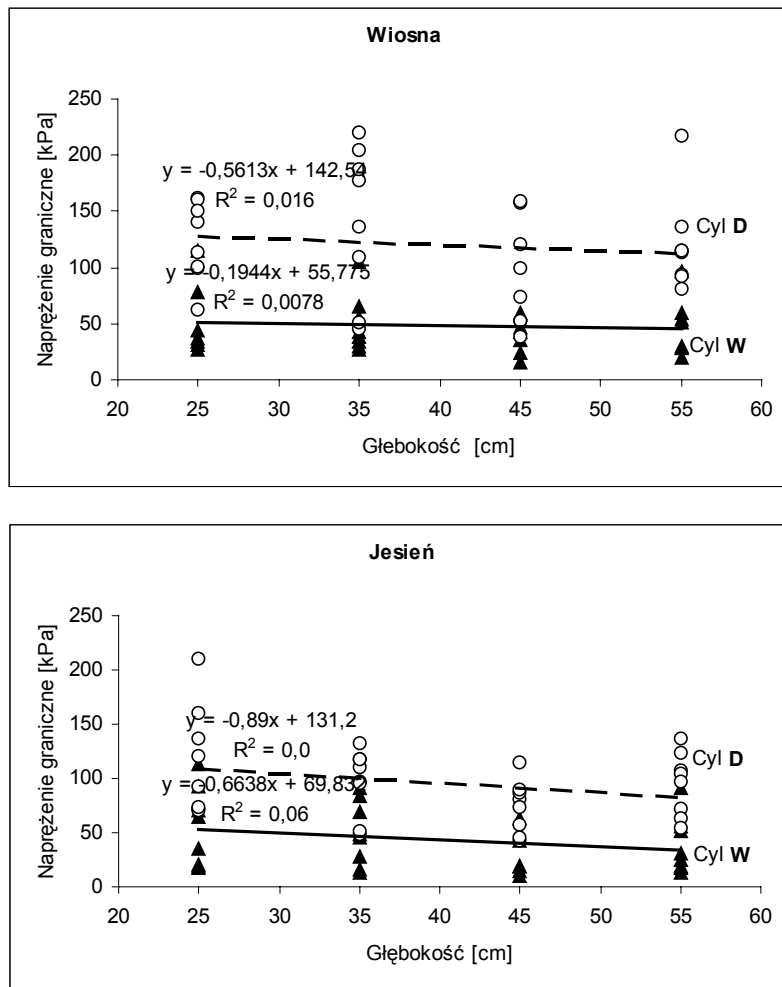 Wiosna
250
200
150
100
50
0
Naprężenie graniczne [kPa]
y = -0,5613x + 142,54
R² = 0,016
y = -0,1944x + 55,775
R² = 0,0078
Cyl D
Cyl W
20 25 30 35 40 45 50 55 60
Głebokość [cm]
Jesień
250
200
150
100
50
0
Naprężenie graniczne [kPa]
y = -0,89x + 131,2
R² = 0,0
y = -0,6638x + 69,832
R² = 0,06
Cyl D
Cyl W
20 25 30 35 40 45 50 55 60
Głębokość [cm]